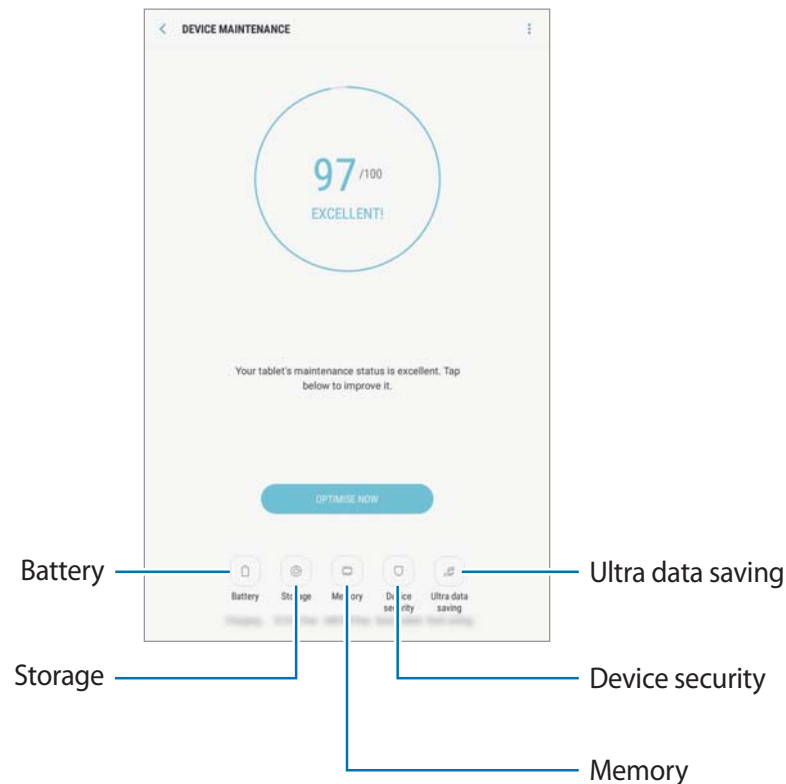 DEVICE MAINTENANCE
97 /100
EXCELLENT!
Your tablet's maintenance status is excellent. Tap
below to improve it.
OPTIMISE NOW
Battery
Ultra data saving
Battery
Storage
Memory
Device
security
Ultra data
saving
Storage
Device security
Memory